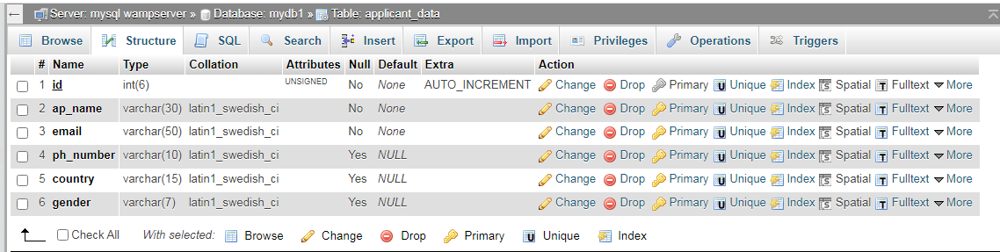 Server: mysql wampserver » Database: mydb1 » Table: applicant_data
Browse Structure SQL Search Insert Export Import Privileges Operations Triggers
# Name Type Collation Attributes Null Default Extra Action
1 id int(6) UNSIGNED No None AUTO_INCREMENT Change Drop Primary Unique Index Spatial Fulltext More
2 ap_name varchar(30) latin1_swedish_ci No None Change Drop Primary Unique Index Spatial Fulltext More
3 email varchar(50) latin1_swedish_ci No None Change Drop Primary Unique Index Spatial Fulltext More
4 ph_number varchar(10) latin1_swedish_ci Yes NULL Change Drop Primary Unique Index Spatial Fulltext More
5 country varchar(15) latin1_swedish_ci Yes NULL Change Drop Primary Unique Index Spatial Fulltext More
6 gender varchar(7) latin1_swedish_ci Yes NULL Change Drop Primary Unique Index Spatial Fulltext More
Check All With selected: Browse Change Drop Primary Unique Index